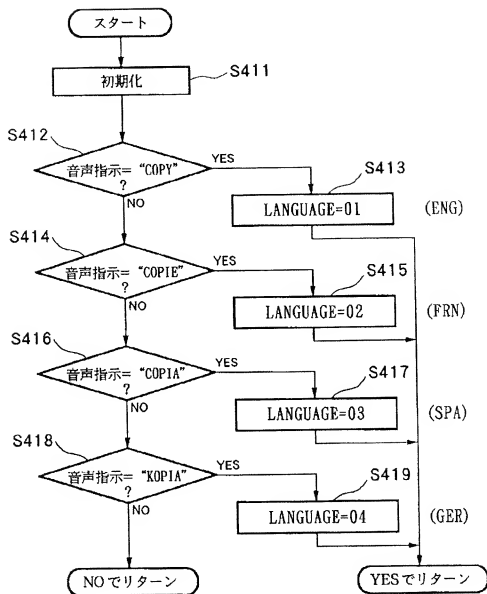 スタート
初期化
S411
S412
音声指示= “COPY”
?
YES
NO
S413
LANGUAGE=01
(ENG)
S414
音声指示= “COPIE”
?
YES
NO
S415
LANGUAGE=02
(FRN)
S416
音声指示= “COPIA”
?
YES
NO
S417
LANGUAGE=03
(SPA)
S418
音声指示= “KOPIA”
?
YES
NO
S419
LANGUAGE=04
(GER)
NOでリターン
YESでリターン